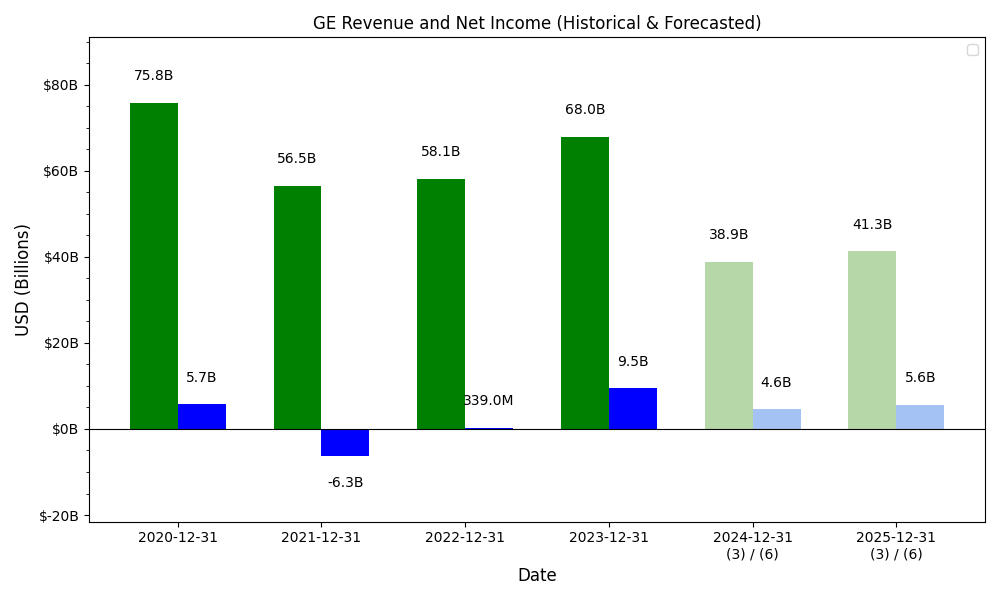 GE Revenue and Net Income (Historical & Forecasted)
USD (Billions)
$80B
$60B
$40B
$20B
$0B
$-20B
75.8B
5.7B
56.5B
-6.3B
58.1B
339.0M
68.0B
9.5B
38.9B
4.6B
41.3B
5.6B
2020-12-31
2021-12-31
2022-12-31
2023-12-31
2024-12-31
(3) / (6)
2025-12-31
(3) / (6)
Date